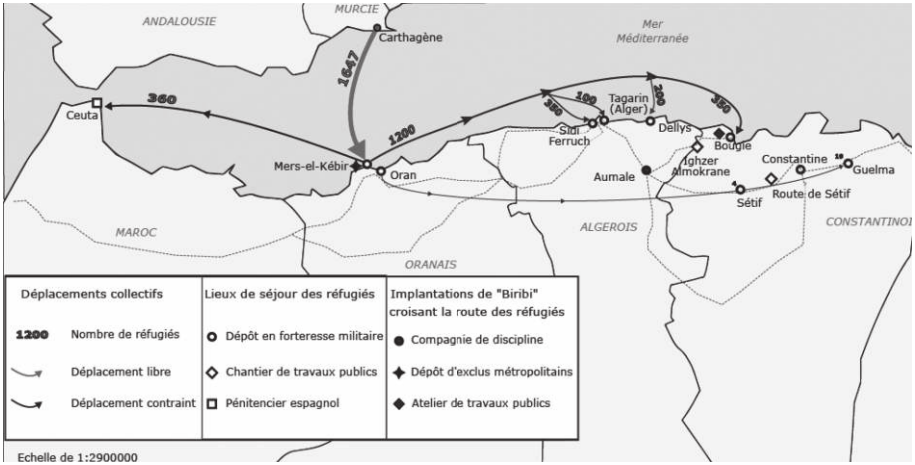 MURCIE
ANDALOUSIE
Carthagène
Mer
Méditerranée
1647
360
Ceuta
1200
350
100
Tagarin
(Alger)
200
350
Sidi
Ferruch
Dellys
Bougie
Mers-el-Kébir
Oran
Ighzer
Almokrane
Aumale
Constantine
10
Guelma
4
Sétif
Route de Sétif
MAROC
ORANAIS
ALGEROIS
CONSTANTINOI
Déplacements collectifs
1200 Nombre de réfugiés
Déplacement libre
Déplacement contraint
Lieux de séjour des réfugiés
Dépôt en forteresse militaire
Chantier de travaux publics
Pénitencier espagnol
Implantations de "Biribi"
croisant la route des réfugiés
Compagnie de discipline
Dépôt d'exclus métropolitains
Atelier de travaux publics
Echelle de 1:2900000